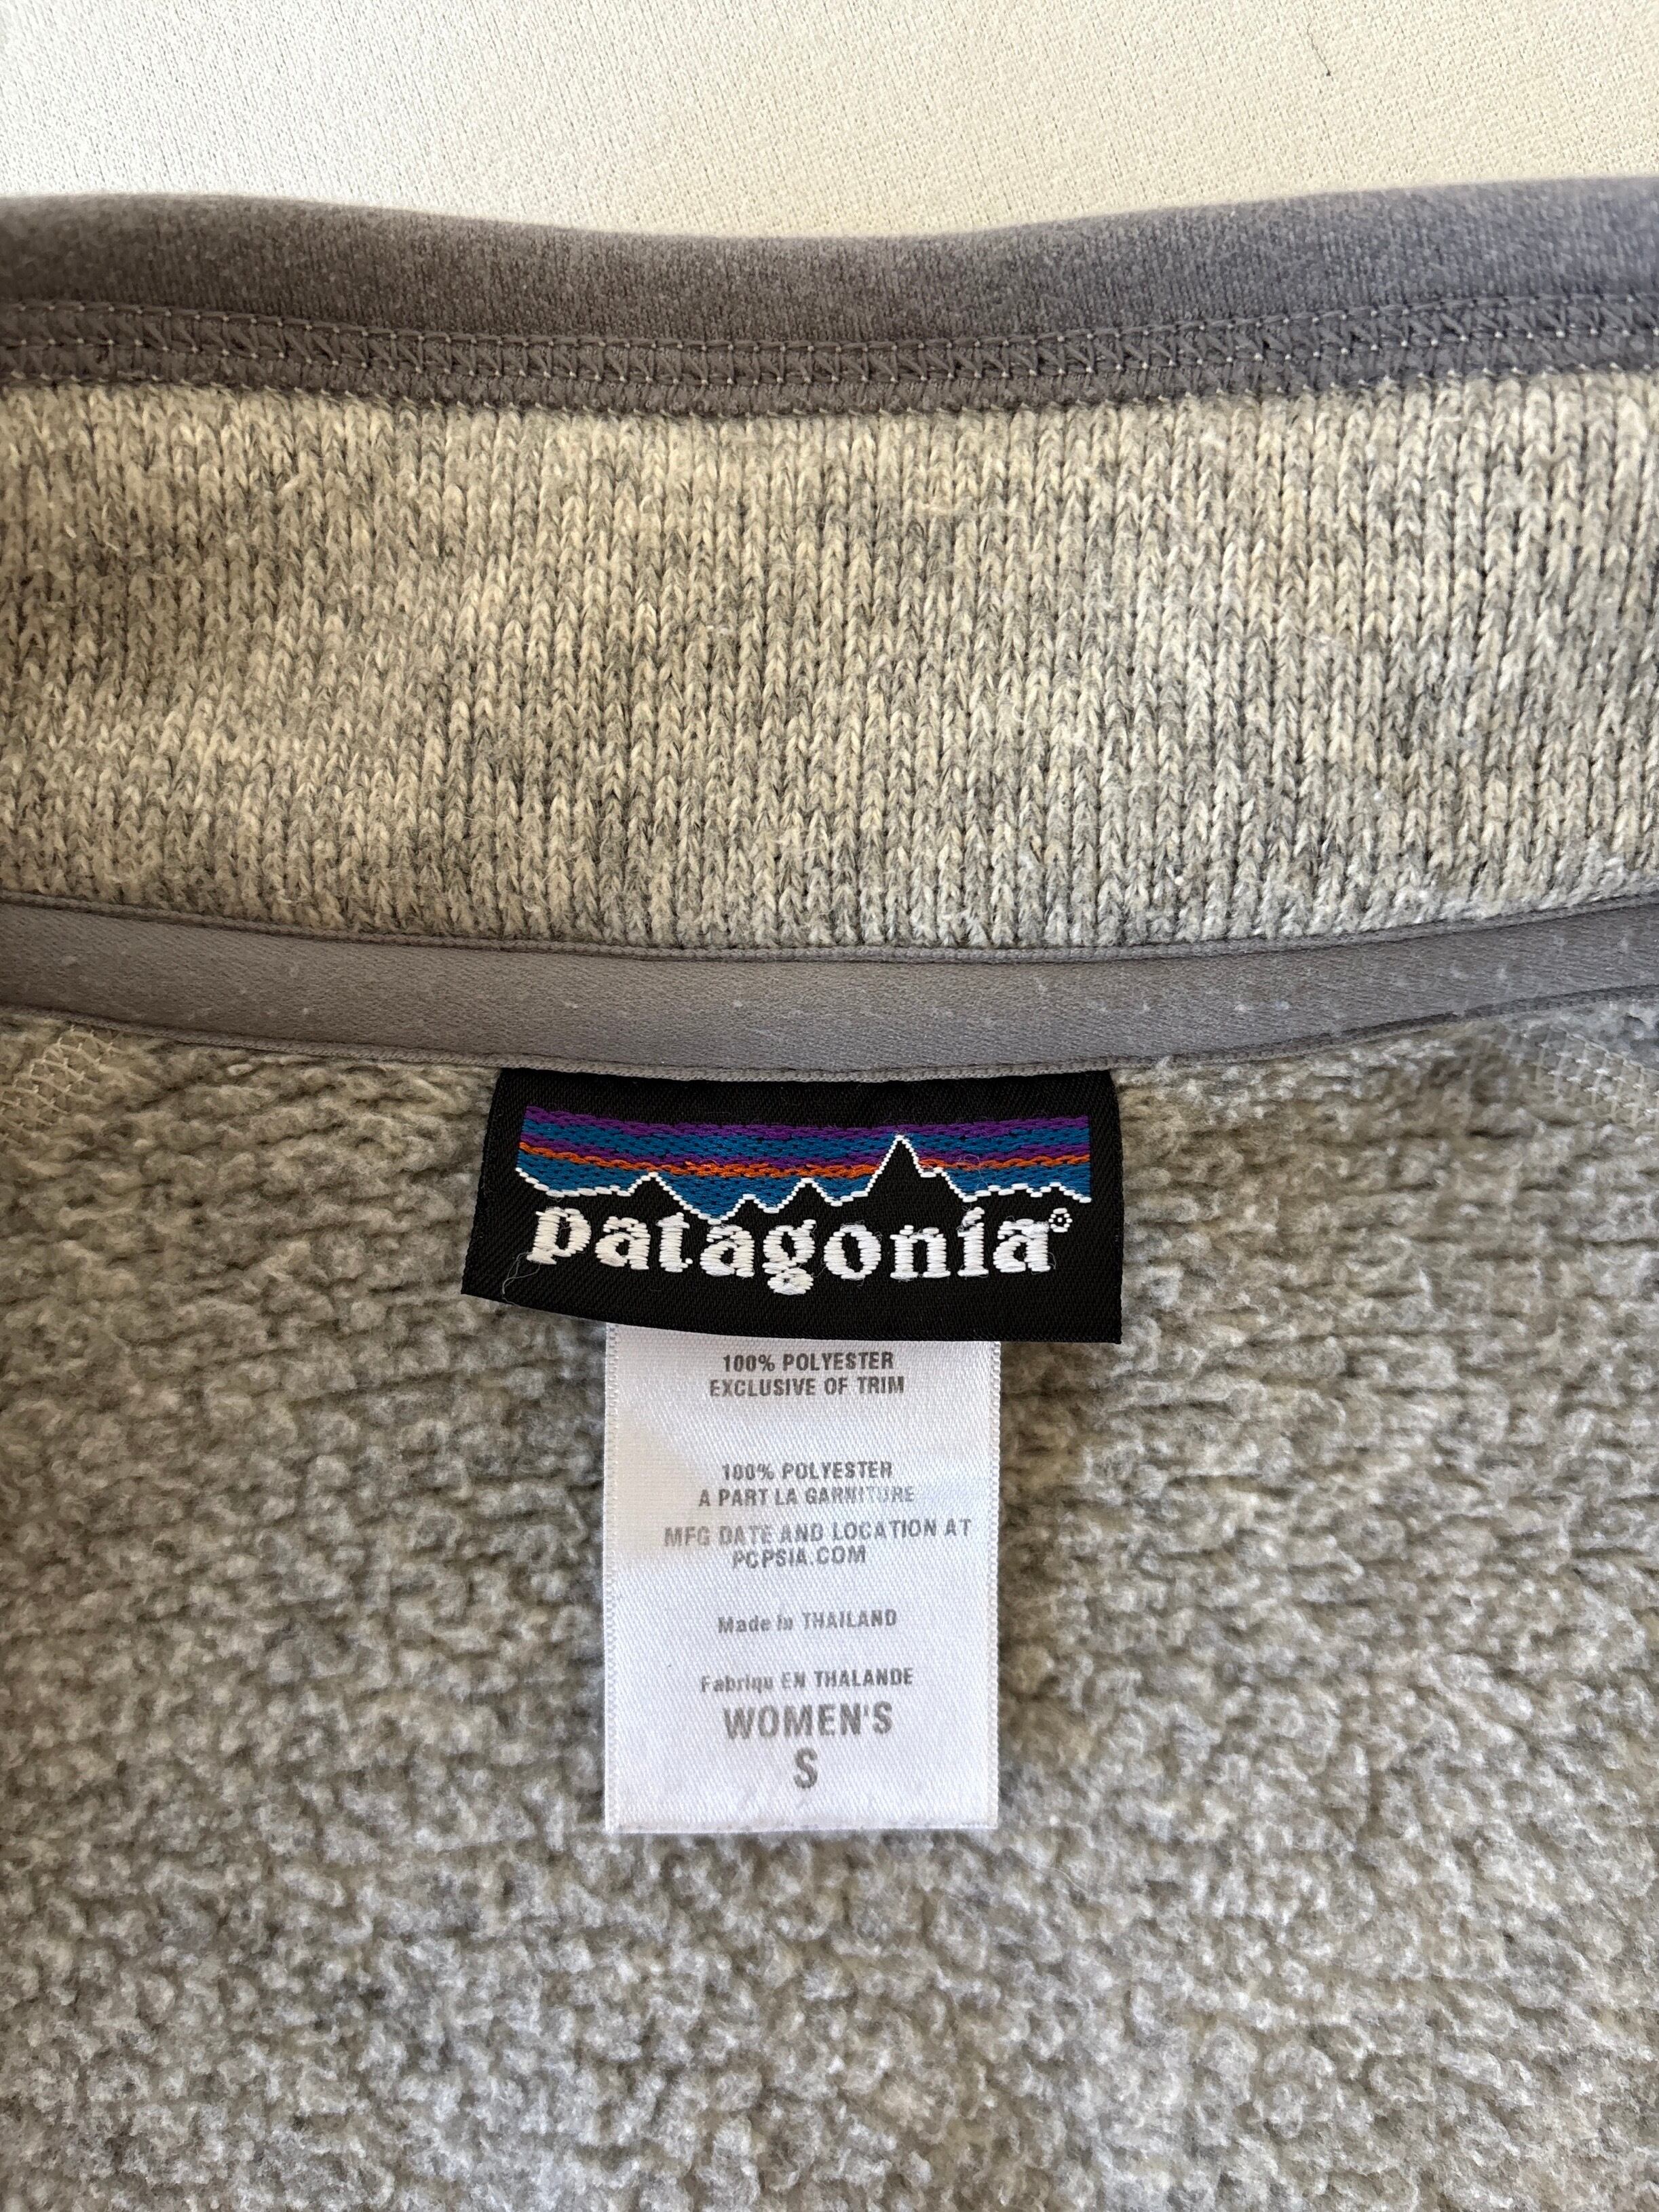 patagonia®
100% POLYESTER
EXCLUSIVE OF TRIM
100% POLYESTER
A PART LA GARNITURE
MFG DATE AND LOCATION AT
PCPSIA.COM
Made in THAILAND
Fabriqu EN THALANDE
WOMEN'S
S